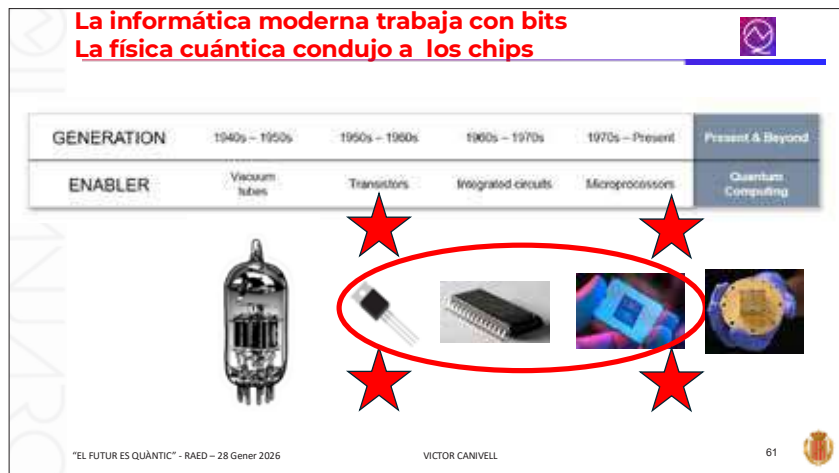 La informática moderna trabaja con bits
La física cuántica condujo a los chips
GENERATION 1940s – 1950s 1950s – 1960s 1960s – 1970s 1970s – Present Present & Beyond
ENABLER Vacuum tubes Transistors Integrated circuits Microprocessors Quantum Computing
"EL FUTUR ES QUÀNTIC" - RAED – 28 Gener 2026 VICTOR CANIVELL 61